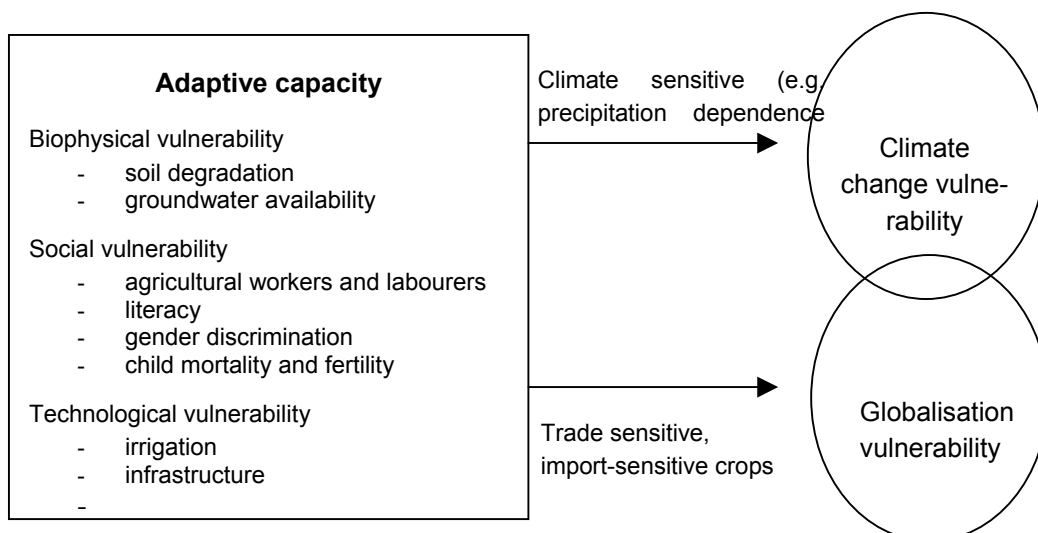 Adaptive capacity
Biophysical vulnerability
- soil degradation
- groundwater availability
Social vulnerability
- agricultural workers and labourers
- literacy
- gender discrimination
- child mortality and fertility
Technological vulnerability
- irrigation
- infrastructure
-
Climate sensitive (e.g.
precipitation dependence
Trade sensitive,
import-sensitive crops
Climate
change vulne-
rability
Globalisation
vulnerability